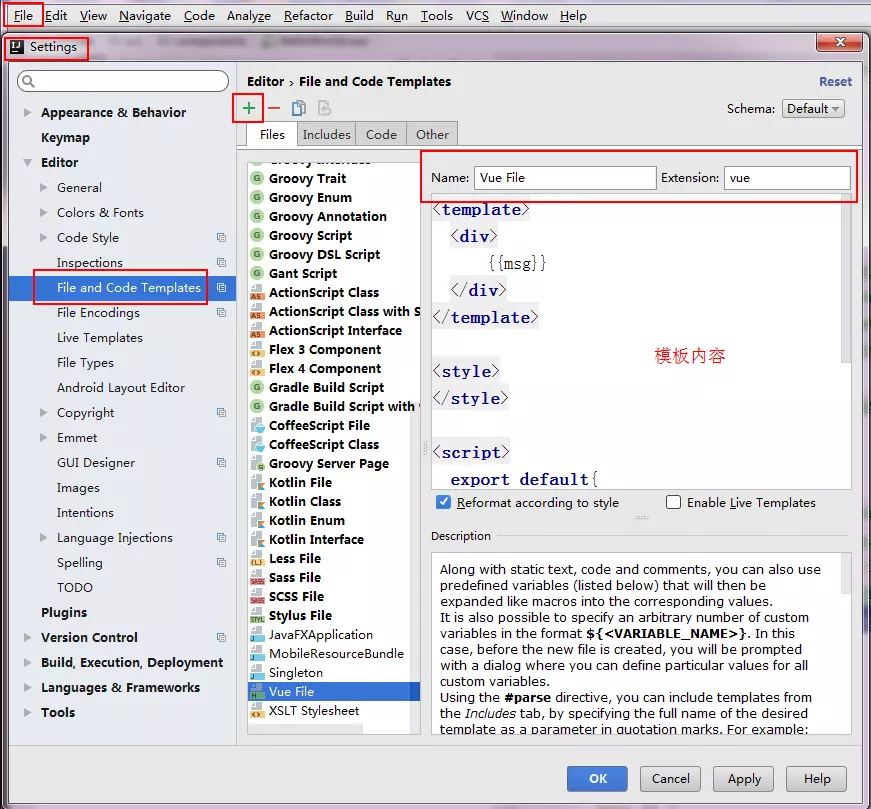 File Edit View Navigate Code Analyze Refactor Build Run Tools VCS Window Help
Settings
Editor › File and Code Templates Reset
Schema: Default
Files Includes Code Other
Appearance & Behavior
Keymap
Editor
General
Colors & Fonts
Code Style
Inspections
File and Code Templates
File Encodings
Live Templates
File Types
Android Layout Editor
Copyright
Emmet
GUI Designer
Images
Intentions
Language Injections
Spelling
TODO
Plugins
Version Control
Build, Execution, Deployment
Languages & Frameworks
Tools
Groovy Trait
Groovy Enum
Groovy Annotation
Groovy Script
Groovy DSL Script
Gant Script
ActionScript Class
ActionScript Class with S
ActionScript Interface
Flex 3 Component
Flex 4 Component
Gradle Build Script
Gradle Build Script with
CoffeeScript File
CoffeeScript Class
Groovy Server Page
Kotlin File
Kotlin Class
Kotlin Enum
Kotlin Interface
Less File
Sass File
SCSS File
Stylus File
JavaFXApplication
MobileResourceBundle
Singleton
Vue File
XSLT Stylesheet
Name: Vue File Extension: vue
<template>
<div>
{{msg}}
</div>
</template>
模板内容
<style>
</style>
<script>
export default{
Reformat according to style Enable Live Templates
Description
Along with static text, code and comments, you can also use
predefined variables (listed below) that will then be
expanded like macros into the corresponding values.
It is also possible to specify an arbitrary number of custom
variables in the format ${<VARIABLE_NAME>}. In this
case, before the new file is created, you will be prompted
with a dialog where you can define particular values for all
custom variables.
Using the #parse directive, you can include templates from
the Includes tab, by specifying the full name of the desired
template as a parameter in quotation marks. For example:
OK Cancel Apply Help